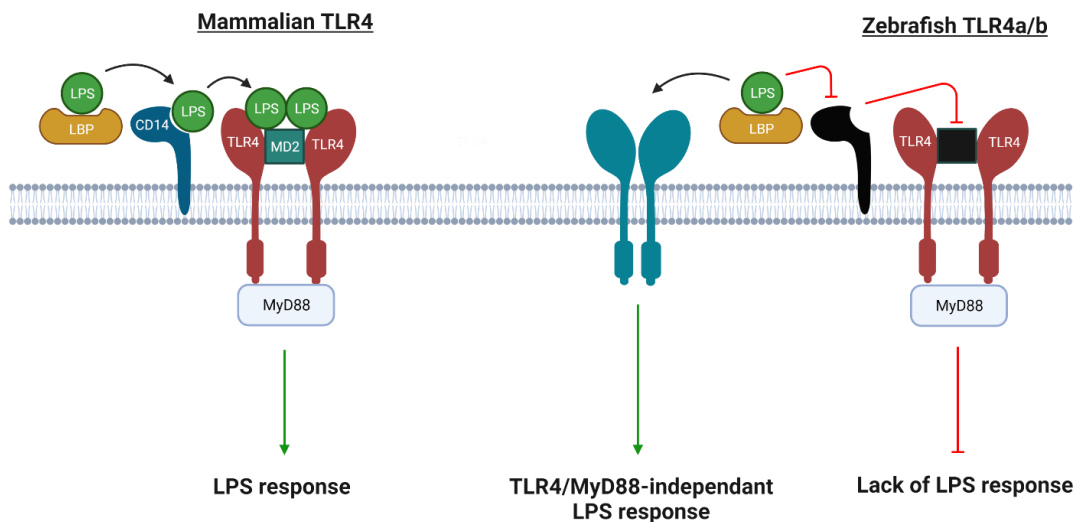 Mammalian TLR4
Zebrafish TLR4a/b
LPS
LBP
CD14
LPS
LPS
LPS
TLR4
MD2
TLR4
LPS
LBP
TLR4
TLR4
MyD88
MyD88
LPS response
TLR4/MyD88-independant
LPS response
Lack of LPS response